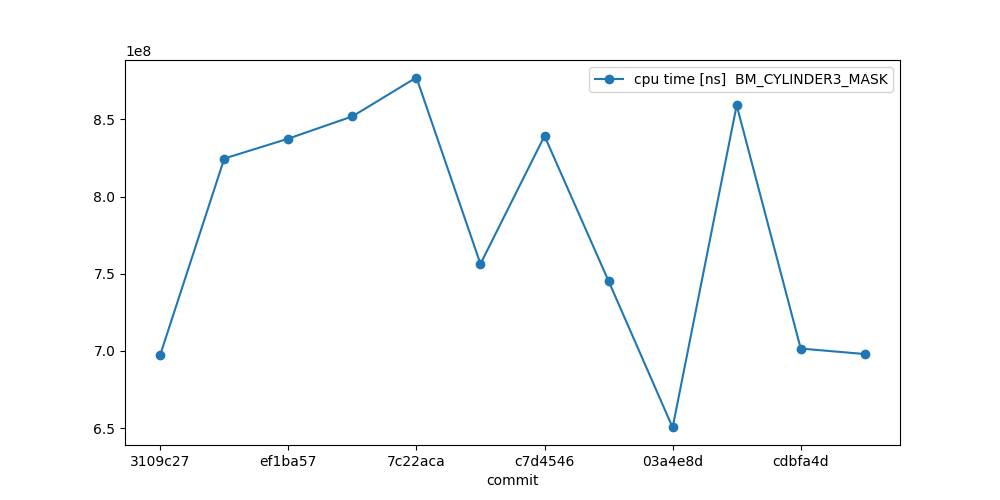 1e8
cpu time [ns]  BM_CYLINDER3_MASK
8.5
8.0
7.5
7.0
6.5
3109c27 ef1ba57 7c22aca c7d4546 03a4e8d cdbfa4d
commit